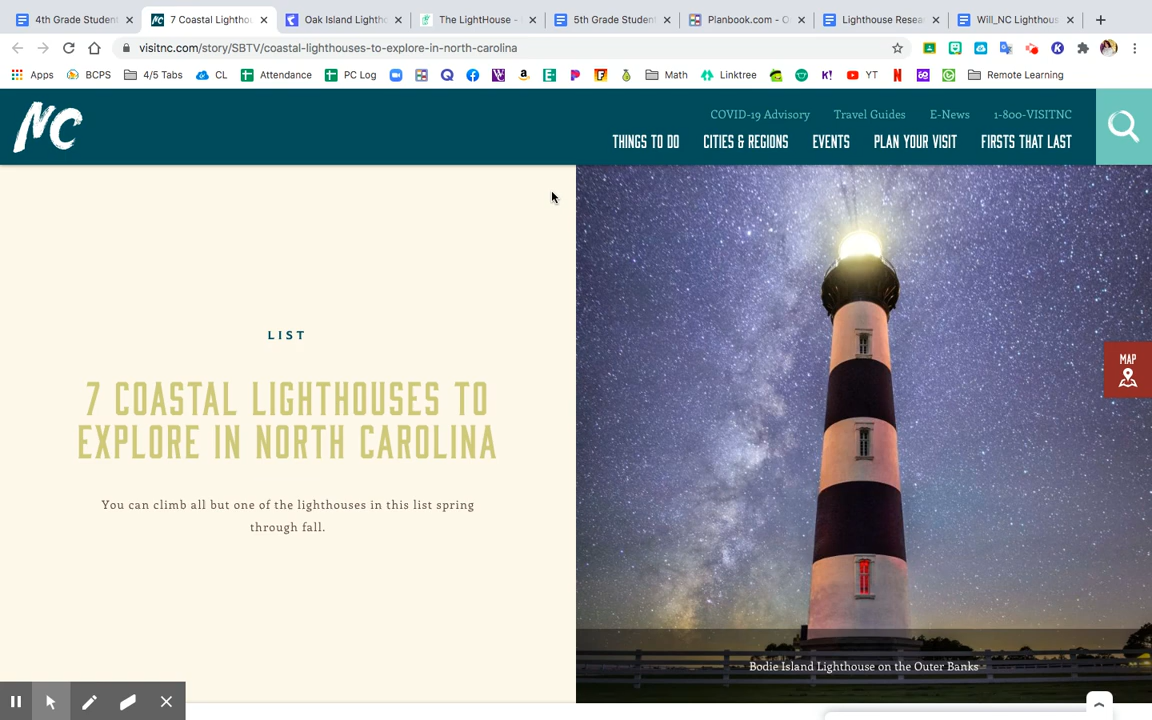 4th Grade Student
7 Coastal Lighthou
Oak Island Lighth
The LightHouse -
5th Grade Studen
Planbook.com - O
Lighthouse Resea
Will_NC Lighthous
visitnc.com/story/SBTV/coastal-lighthouses-to-explore-in-north-carolina
Apps
BCPS
4/5 Tabs
CL
Attendance
PC Log
Math
Linktree
K!
YT
Remote Learning
NC
COVID-19 Advisory
Travel Guides
E-News
1-800-VISITNC
THINGS TO DO
CITIES & REGIONS
EVENTS
PLAN YOUR VISIT
FIRSTS THAT LAST
LIST
7 COASTAL LIGHTHOUSES TO
EXPLORE IN NORTH CAROLINA
You can climb all but one of the lighthouses in this list spring
through fall.
MAP
Bodie Island Lighthouse on the Outer Banks